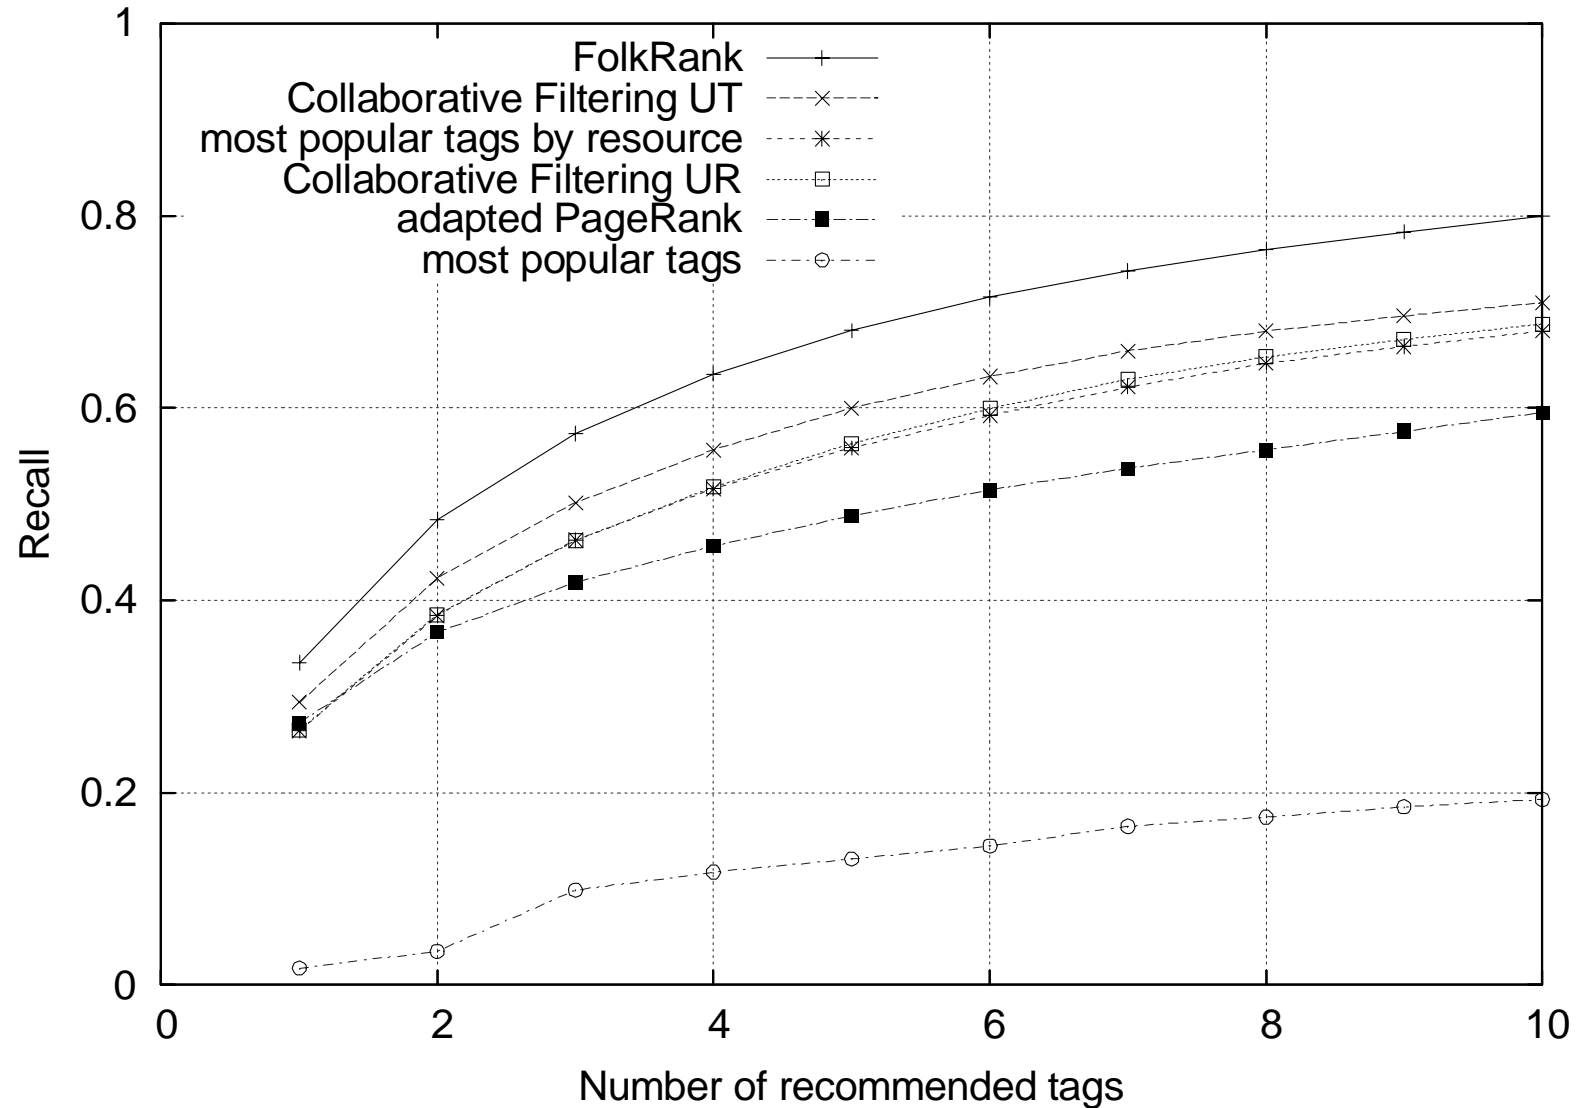 1
FolkRank
Collaborative Filtering UT
most popular tags by resource
Collaborative Filtering UR
adapted PageRank
most popular tags
0.8
0.6
0.4
0.2
0
Recall
0 2 4 6 8 10
Number of recommended tags